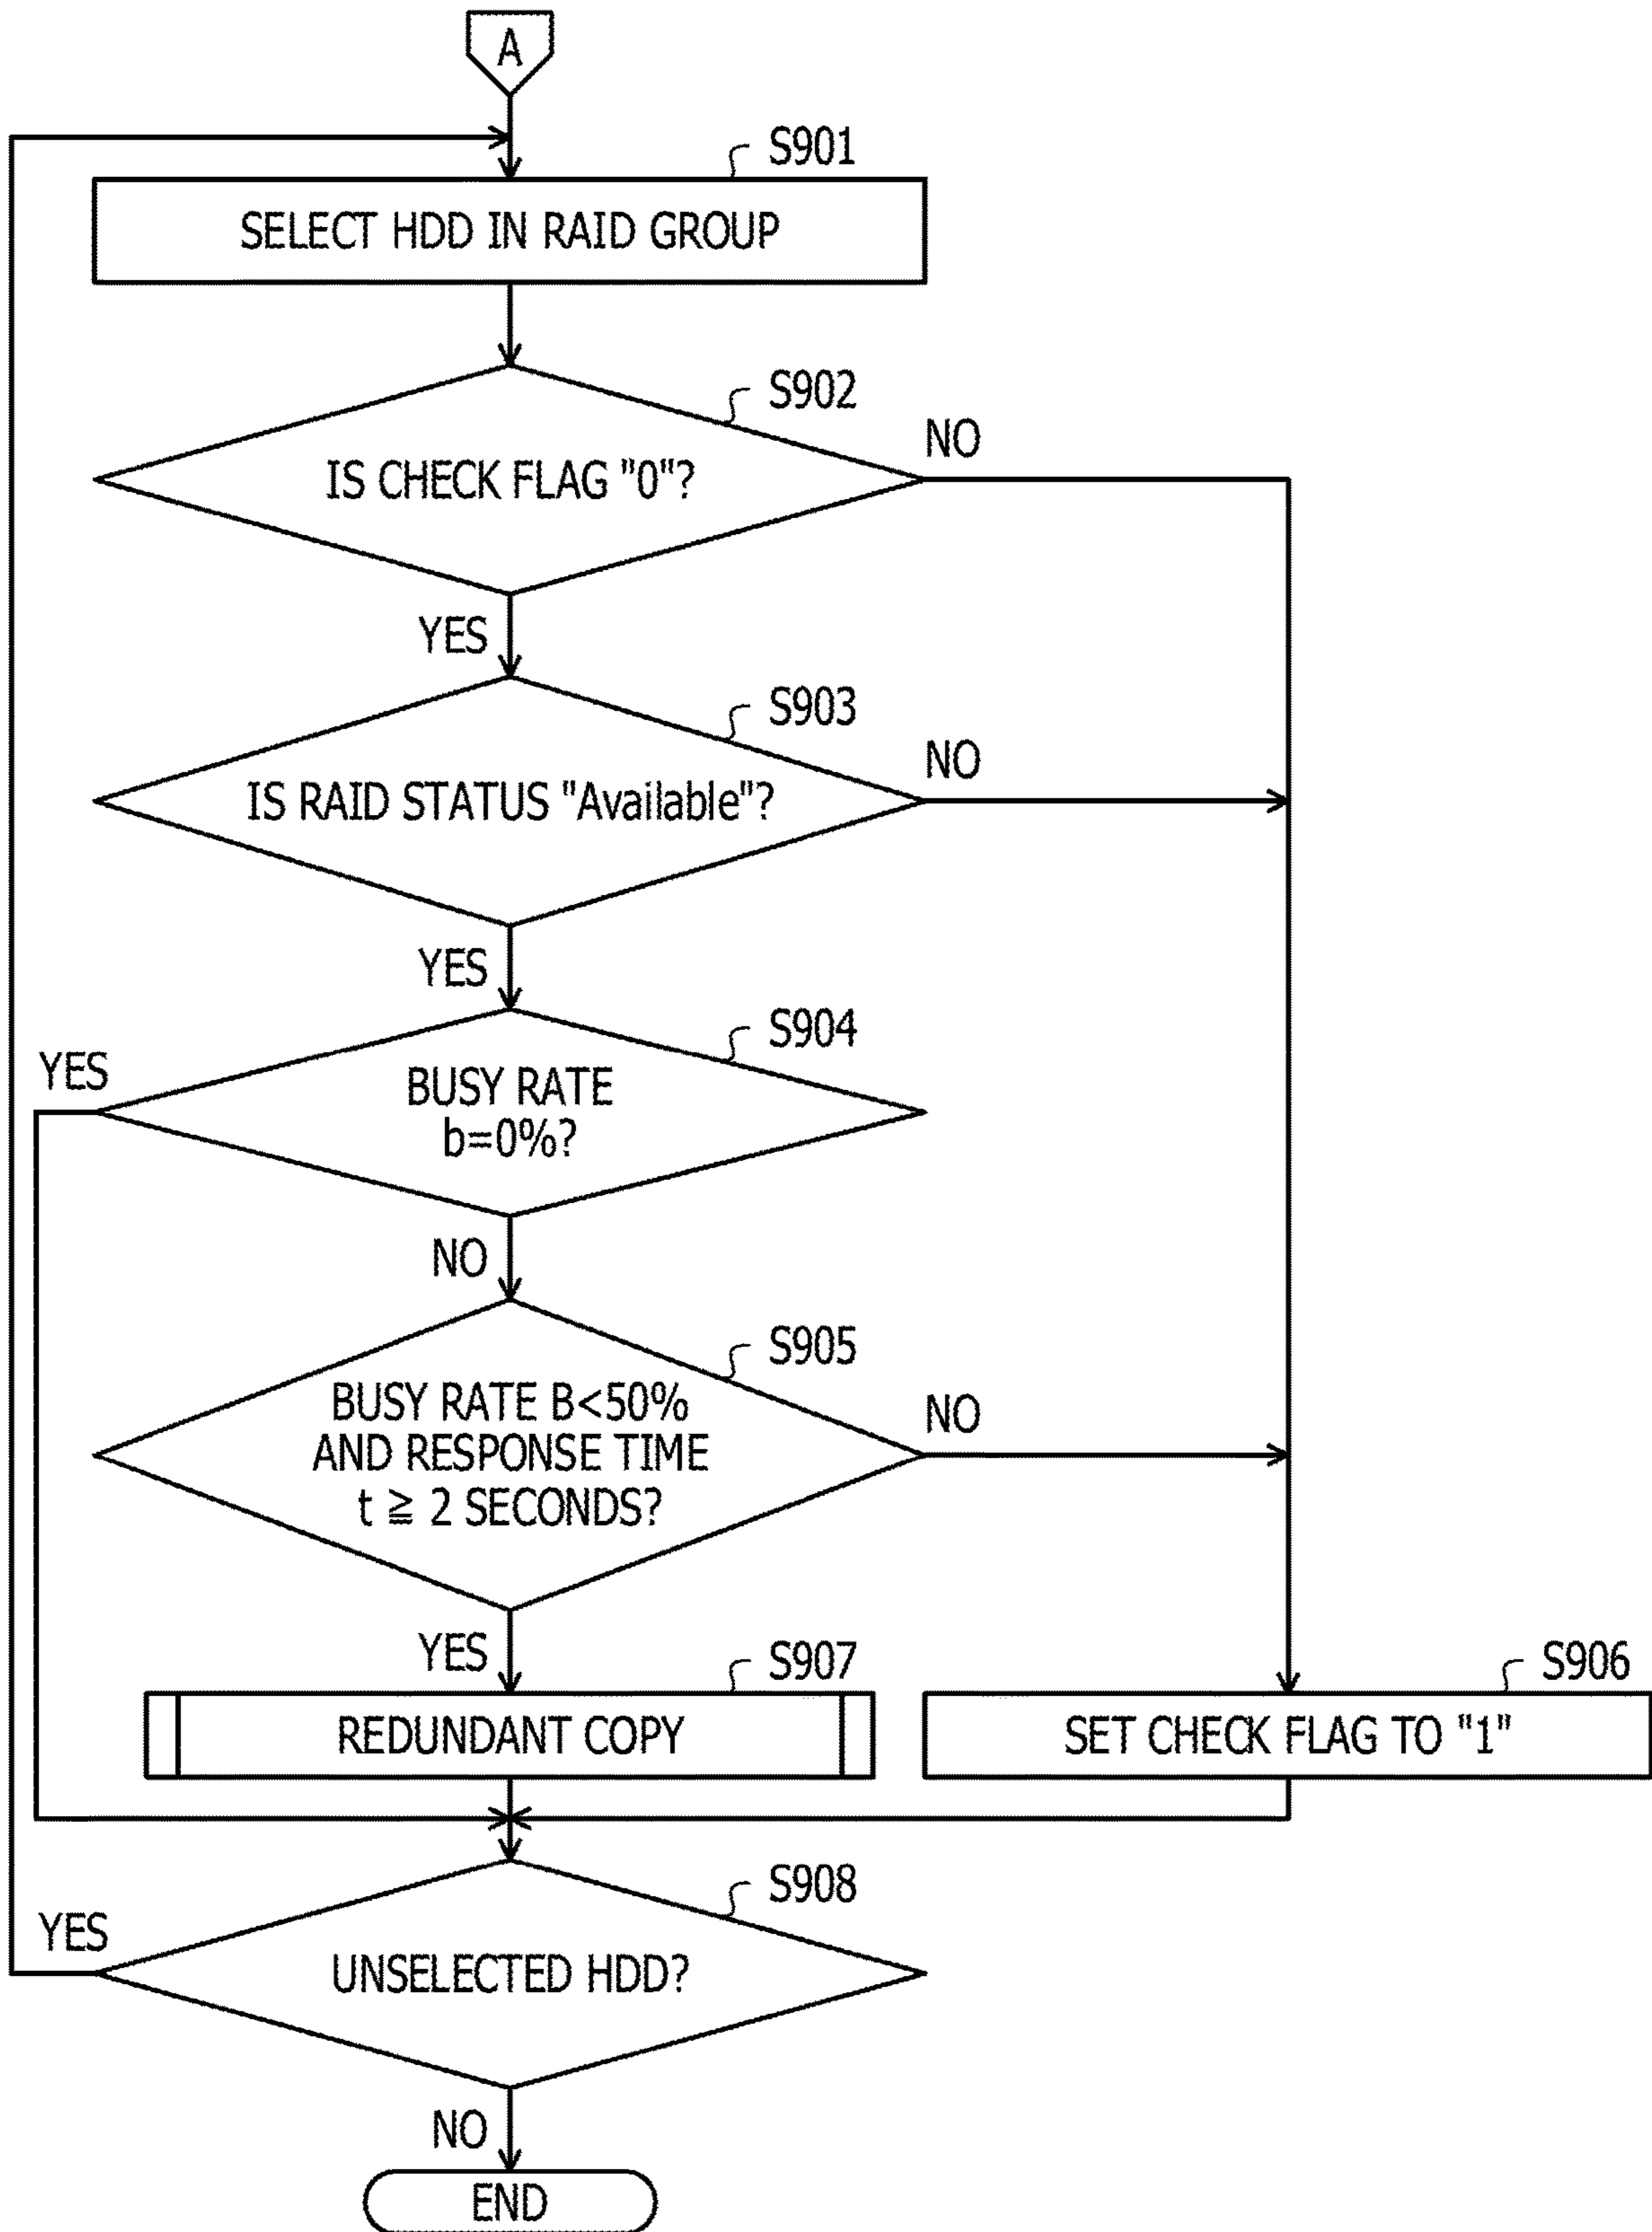 A
S901
SELECT HDD IN RAID GROUP
S902
NO
IS CHECK FLAG "0"?
YES
S903
NO
IS RAID STATUS "Available"?
YES
S904
YES
BUSY RATE
b=0%?
NO
S905
BUSY RATE B<50%
AND RESPONSE TIME
t ≧ 2 SECONDS?
NO
YES
S907
S906
REDUNDANT COPY
SET CHECK FLAG TO "1"
S908
YES
UNSELECTED HDD?
NO
END